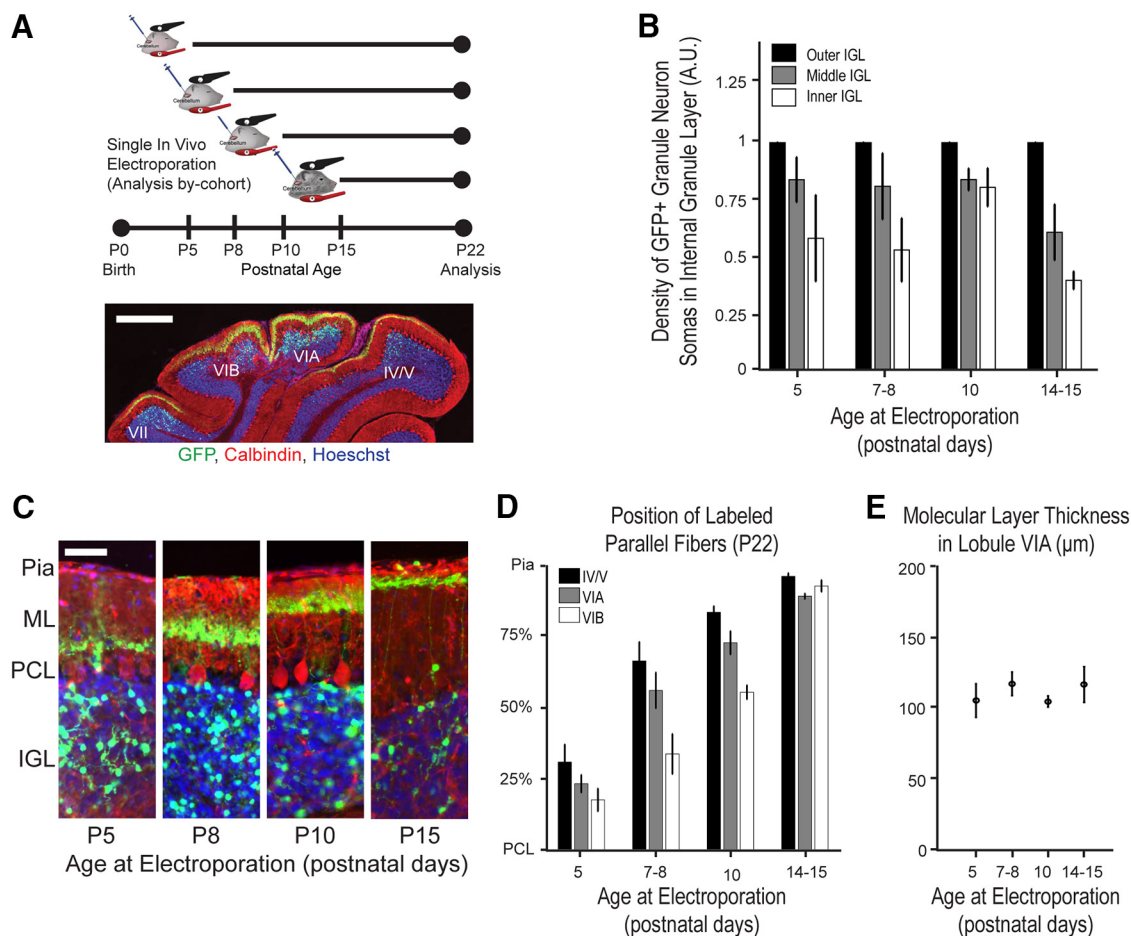 A
Cerebellum
Cerebellum
Cerebellum
Cerebellum
Single In Vivo
Electroporation
(Analysis by-cohort)
P0
P5
P8
P10
P15
P22
Birth
Postnatal Age
Analysis
VIB
VIA
IV/V
VII
GFP, Calbindin, Hoeschst
B
Density of GFP+ Granule Neuron
Somas in Internal Granule Layer (A.U.)
Outer IGL
Middle IGL
Inner IGL
1.25
1
0.75
0.5
0.25
0
5
7-8
10
14-15
Age at Electroporation
(postnatal days)
C
Pia
ML
PCL
IGL
P5
P8
P10
P15
Age at Electroporation (postnatal days)
D
Position of Labeled
Parallel Fibers (P22)
Pia
75%
50%
25%
PCL
IV/V
VIA
VIB
5
7-8
10
14-15
Age at Electroporation
(postnatal days)
E
Molecular Layer Thickness
in Lobule VIA (µm)
200
150
100
50
0
5
7-8
10
14-15
Age at Electroporation
(postnatal days)